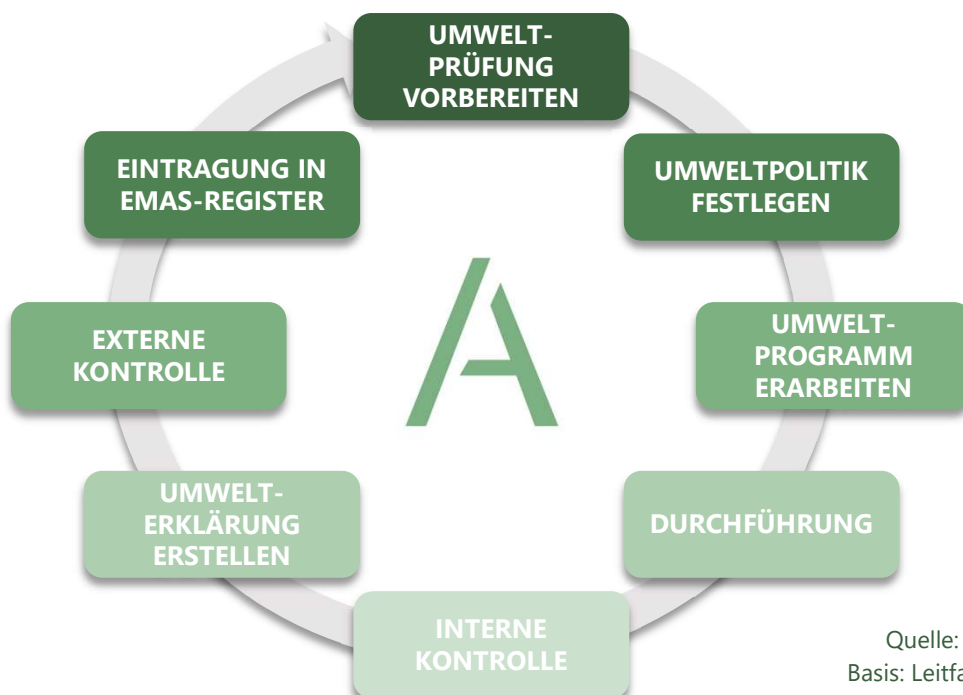 UMWELT-
PRÜFUNG
VORBEREITEN
UMWELTPOLITIK
FESTLEGEN
UMWELT-
PROGRAMM
ERARBEITEN
DURCHFÜHRUNG
INTERNE
KONTROLLE
UMWELT-
ERKLÄRUNG
ERSTELLEN
EXTERNE
KONTROLLE
EINTRAGUNG IN
EMAS-REGISTER
Quelle:
Basis: